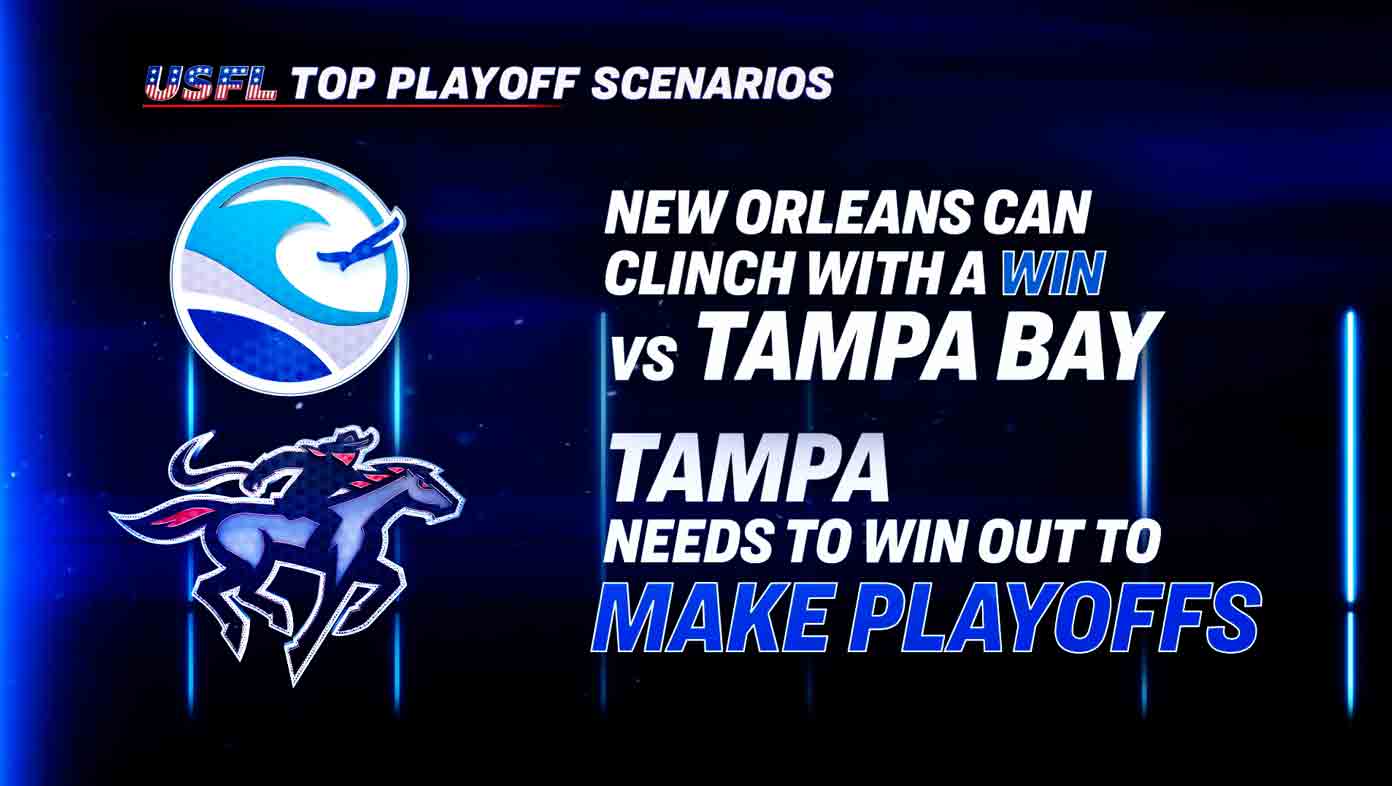 USFL TOP PLAYOFF SCENARIOS
NEW ORLEANS CAN
CLINCH WITH A WIN
VS TAMPA BAY
TAMPA
NEEDS TO WIN OUT TO
MAKE PLAYOFFS